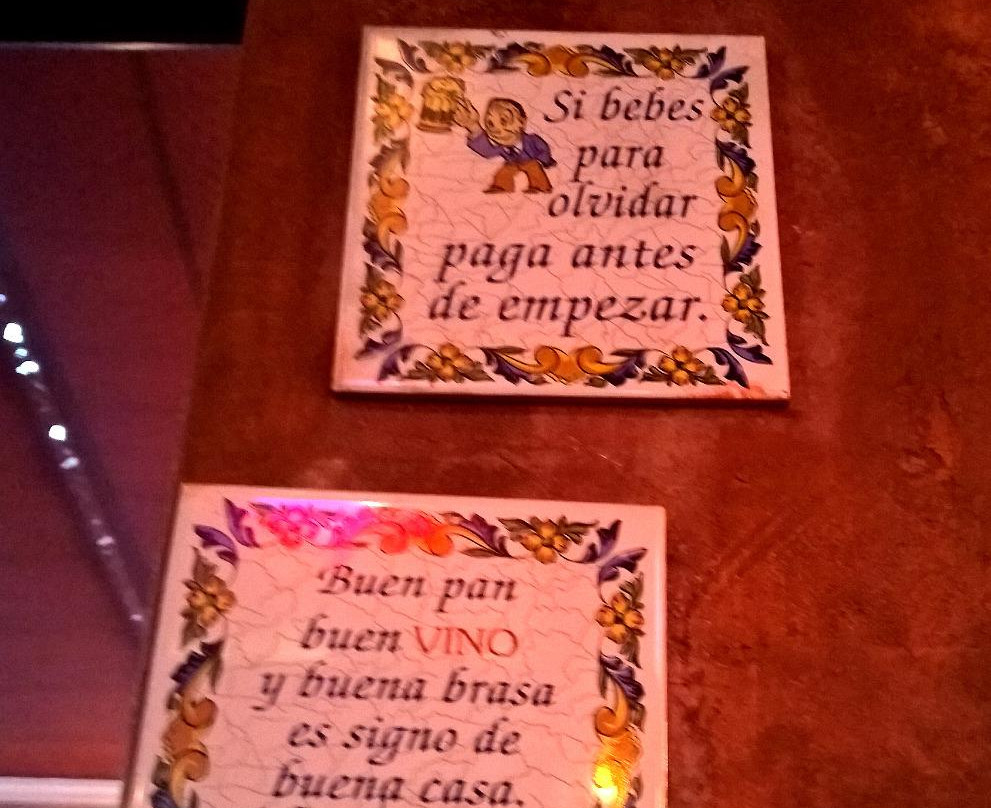 Si bebes
para
olvidar
paga antes
de empezar.
Buen pan
buen VINO
y buena brasa
es signo de
buena casa.